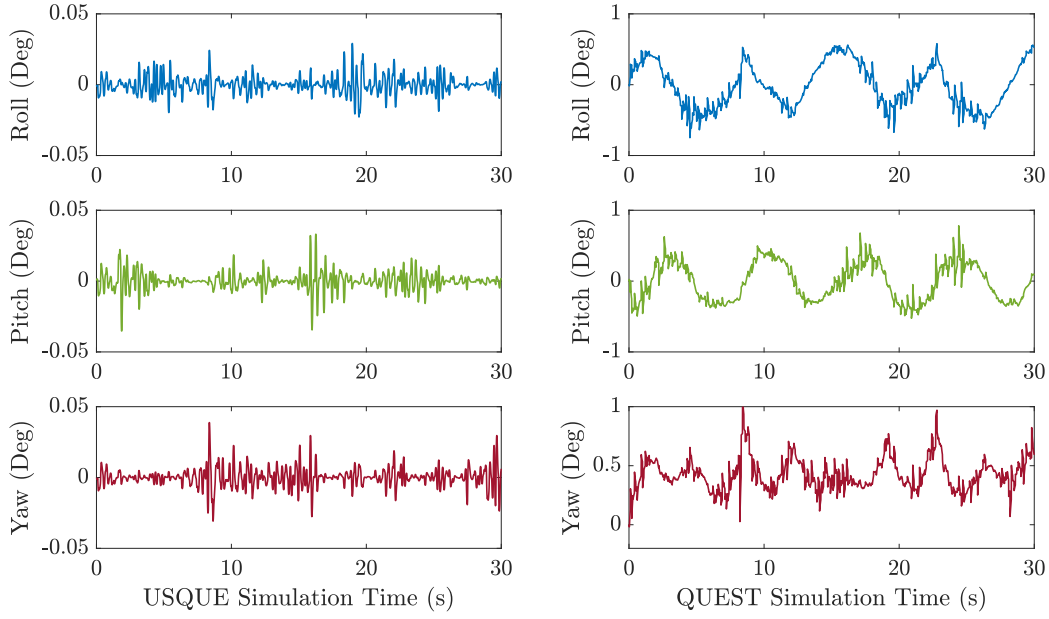 0.05
0
-0.05
Roll (Deg)
0 10 20 30
1
0
-1
Roll (Deg)
0 10 20 30
0.05
0
-0.05
Pitch (Deg)
0 10 20 30
1
0
-1
Pitch (Deg)
0 10 20 30
0.05
0
-0.05
Yaw (Deg)
0 10 20 30
USQUE Simulation Time (s)
1
0.5
0
Yaw (Deg)
0 10 20 30
QUEST Simulation Time (s)